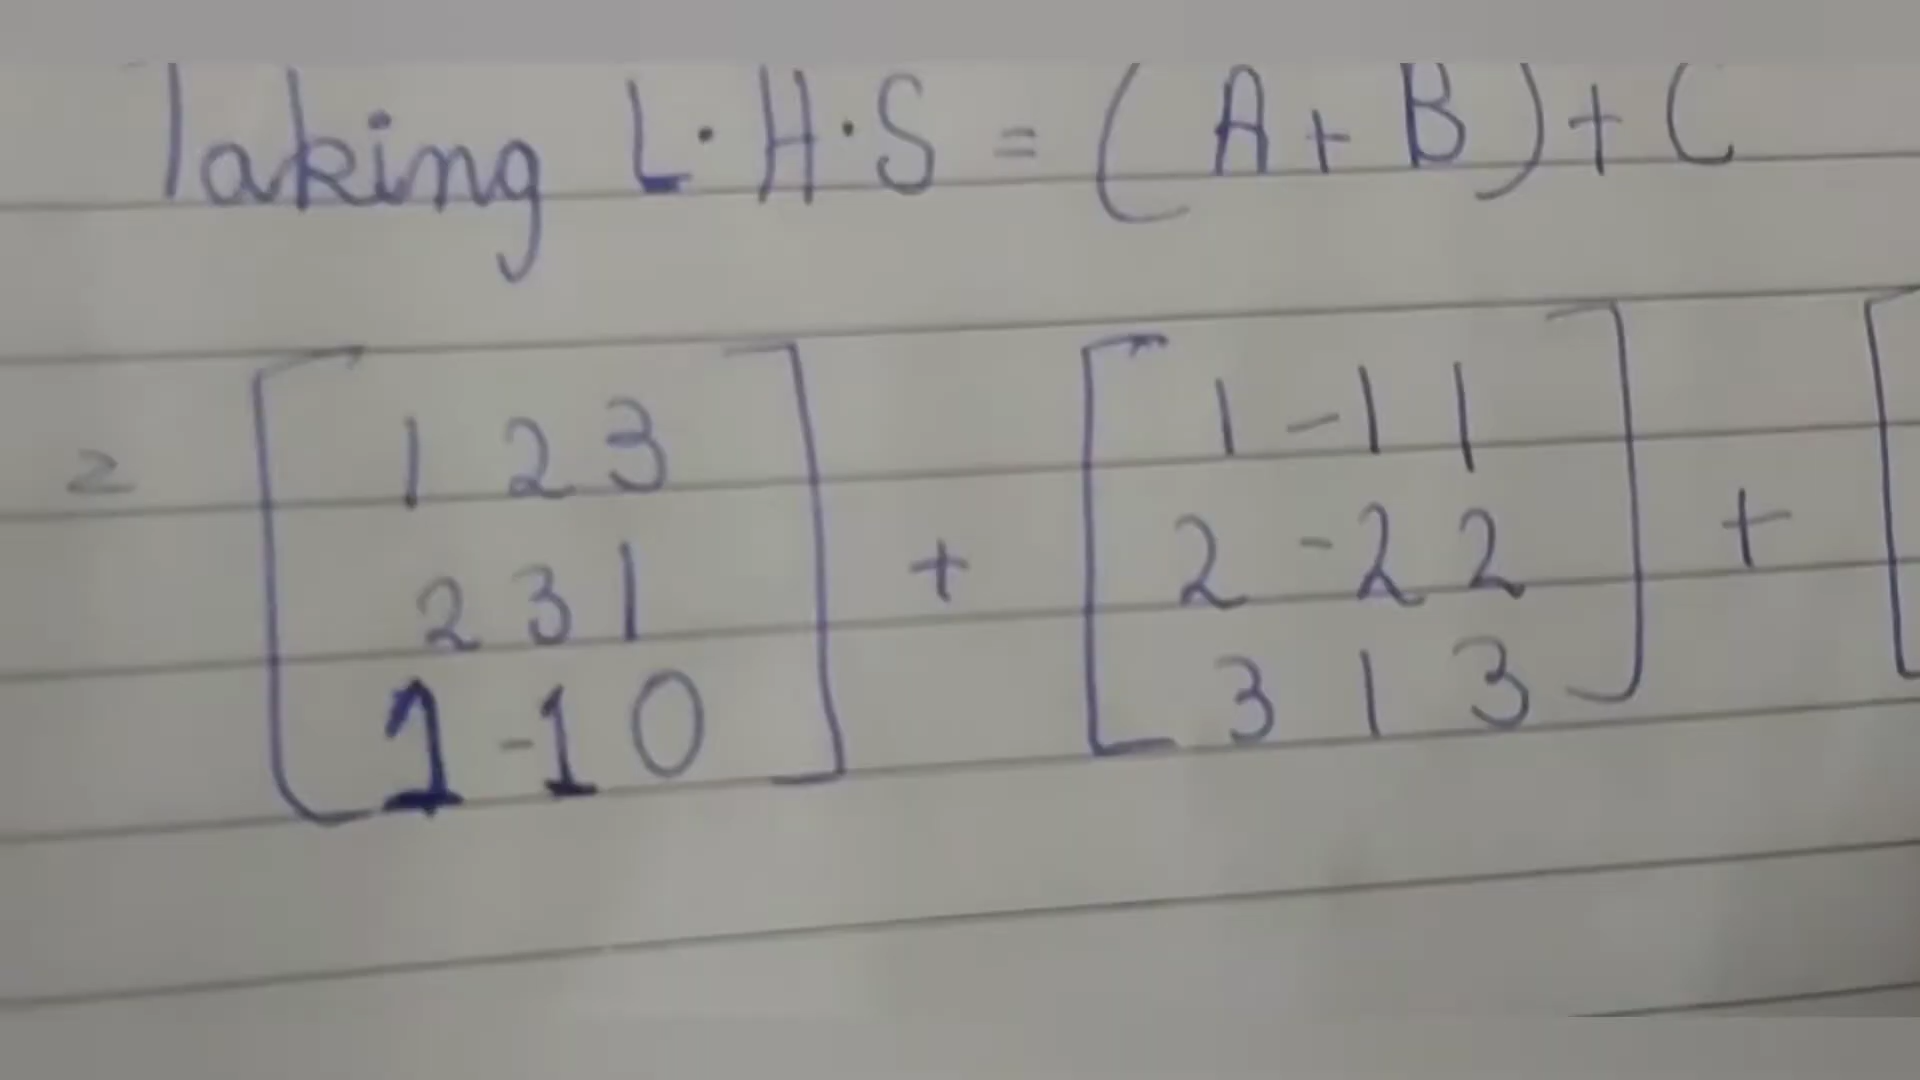 Taking L.H.S = (A + B) + C
= [ 1 2 3 ] + [ 1 -1 1 ] + [
2 3 1 2 -2 2
1 -1 0 3 1 3